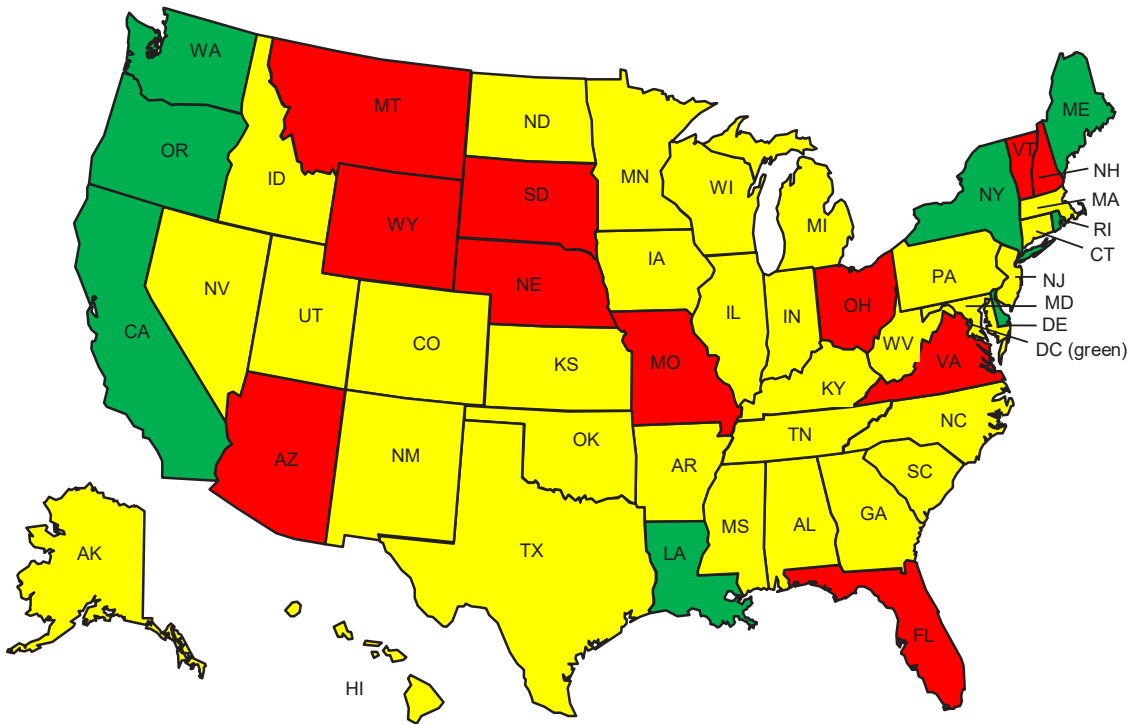 WA
MT
ND
ME
OR
MN
VT
ID
SD
WI
NH
NY
MA
WY
MI
RI
IA
CT
NE
PA
NJ
NV
OH
MD
UT
IL
IN
DE
CA
CO
WV
DC (green)
KS
MO
VA
KY
NC
TN
OK
AZ
NM
AR
SC
GA
MS
AL
AK
TX
LA
FL
HI